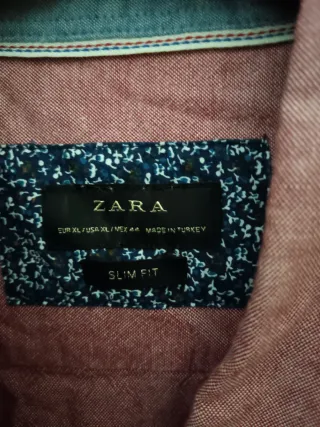 ZARA
EUR XL/USA XL/MEX 44 MADE IN TURKEY
SLIM FIT